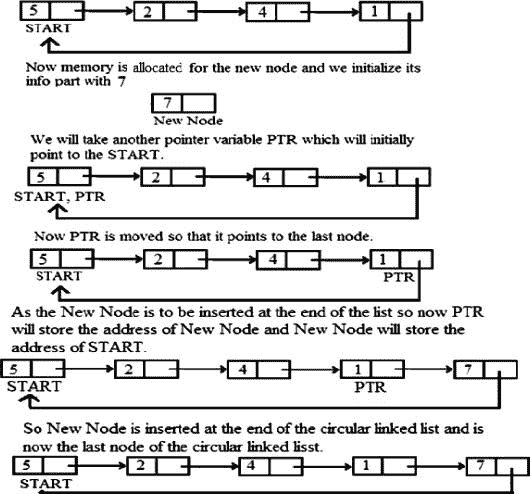 5 2 4 1
START
Now memory is allocated for the new node and we initialize its
info part with 7
7
New Node
We will take another pointer variable PTR which will initially
point to the START.
5 2 4 1
START, PTR
Now PTR is moved so that it points to the last node.
5 2 4 1
START PTR
As the New Node is to be inserted at the end of the list so now PTR
will store the address of New Node and New Node will store the
address of START.
5 2 4 1 7
START PTR
So New Node is inserted at the end of the circular linked list and is
now the last node of the circular linked lisst.
5 2 4 1 7
START